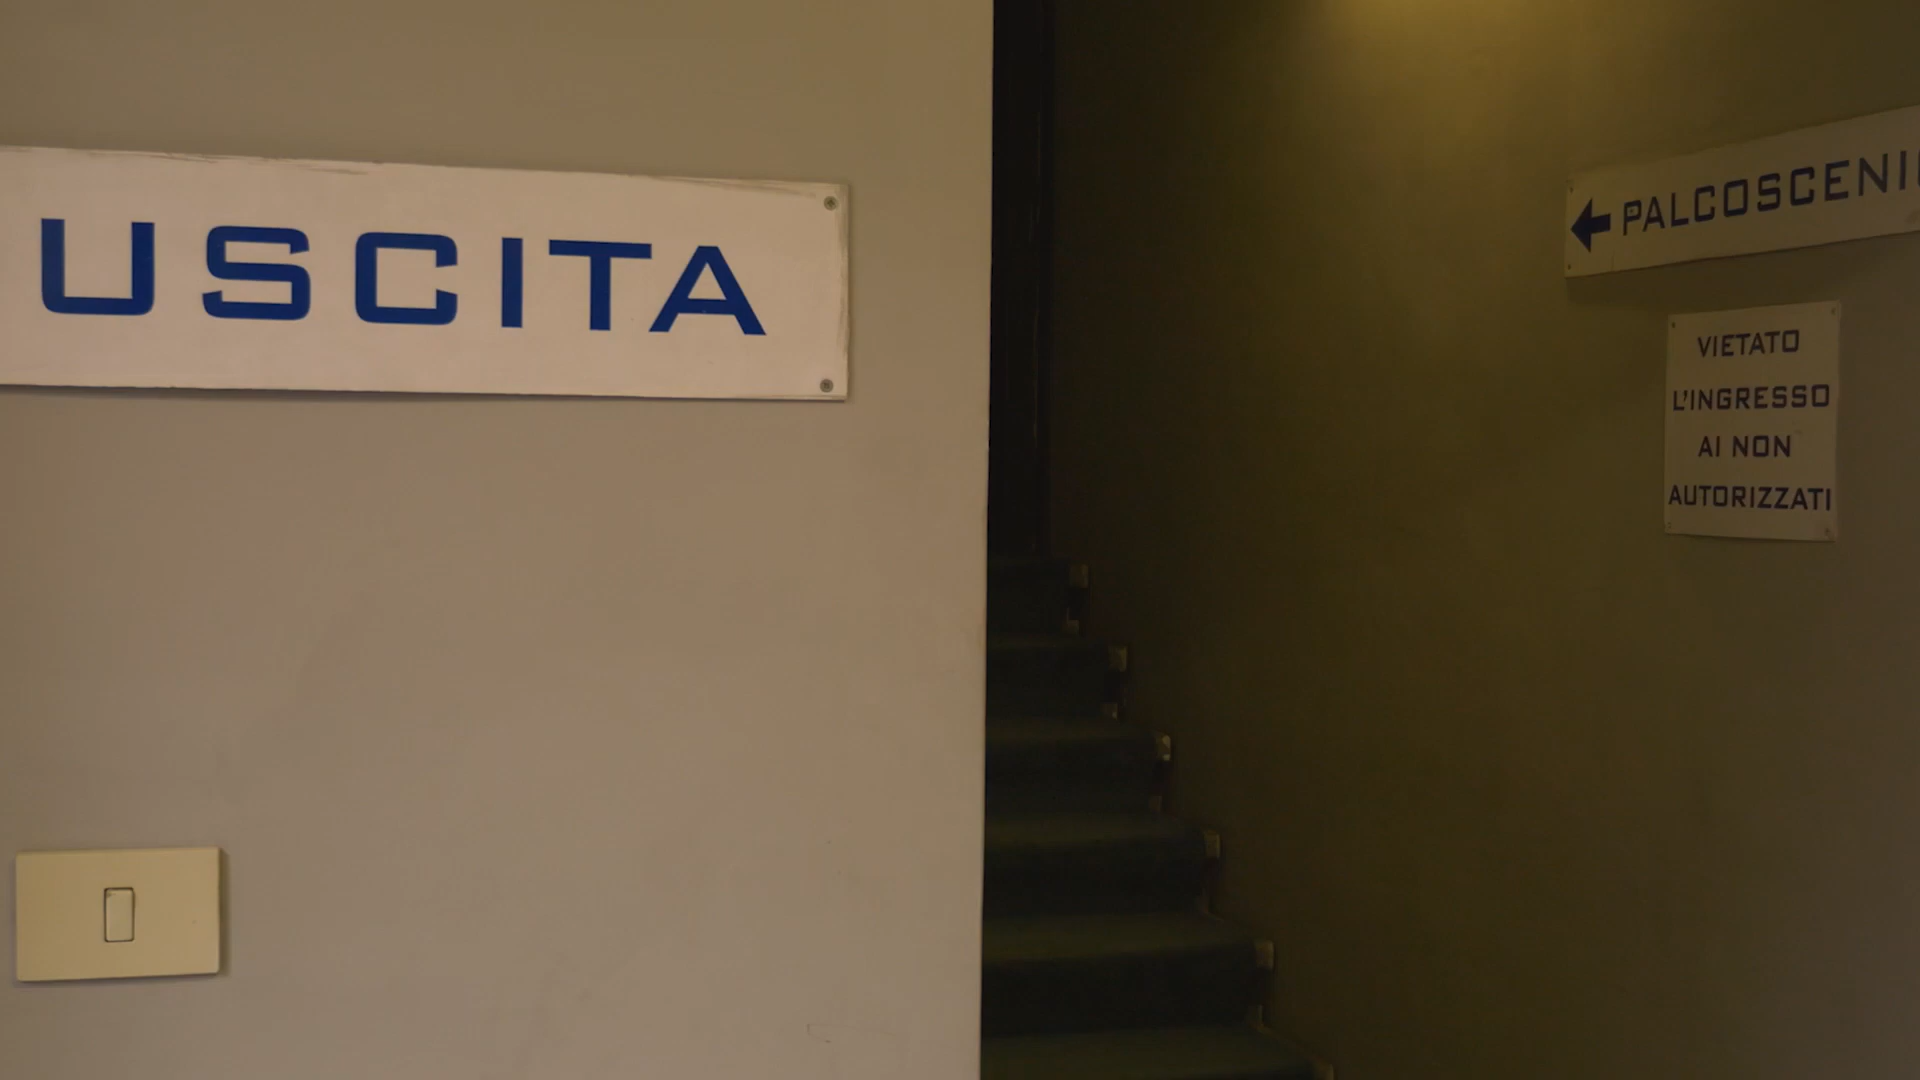 USCITA
PALCOSCENI
VIETATO
L'INGRESSO
AI NON
AUTORIZZATI